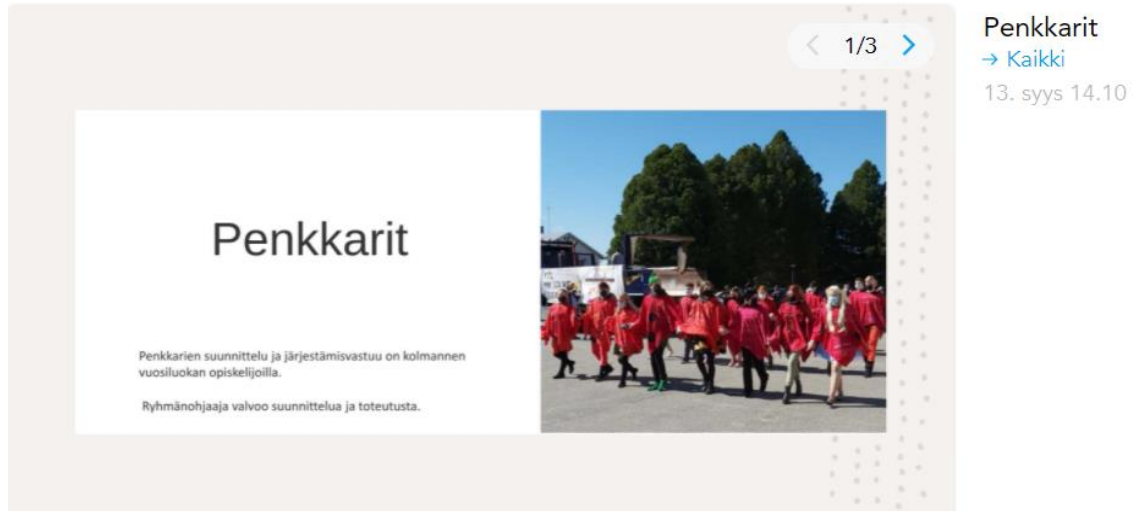 1/3
Penkkarit
→ Kaikki
13. syys 14.10
Penkkarit
Penkkarien suunnittelu ja järjestämisvastuu on kolmannen
vuosiluokan opiskelijoilla.
Ryhmänohjaaja valvoo suunnittelua ja toteutusta.